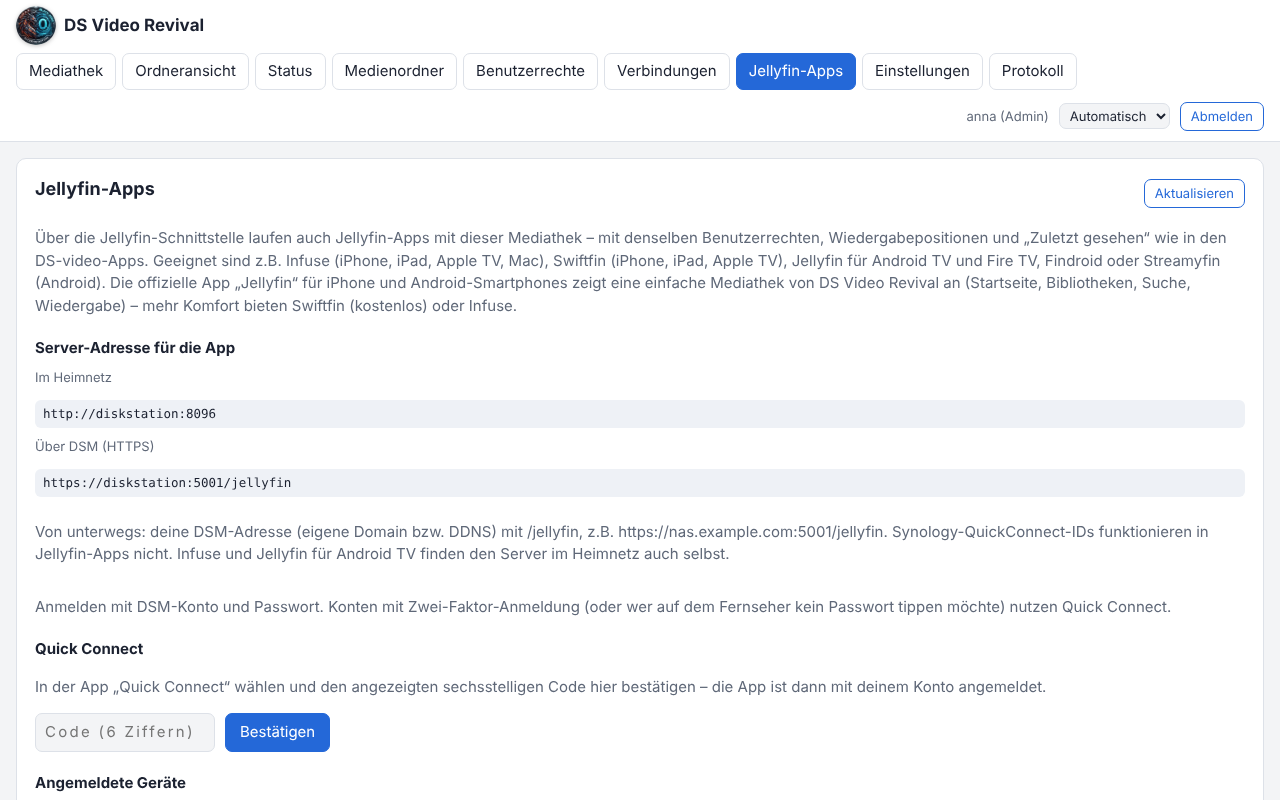 DS Video Revival
Mediathek Ordneransicht Status Medienordner Benutzerrechte Verbindungen Jellyfin-Apps Einstellungen Protokoll
anna (Admin) Automatisch Abmelden
Jellyfin-Apps
Aktualisieren
Über die Jellyfin-Schnittstelle laufen auch Jellyfin-Apps mit dieser Mediathek – mit denselben Benutzerrechten, Wiedergabepositionen und „Zuletzt gesehen“ wie in den
DS-video-Apps. Geeignet sind z.B. Infuse (iPhone, iPad, Apple TV, Mac), Swiftfin (iPhone, iPad, Apple TV), Jellyfin für Android TV und Fire TV, Findroid oder Streamyfin
(Android). Die offizielle App „Jellyfin“ für iPhone und Android-Smartphones zeigt eine einfache Mediathek von DS Video Revival an (Startseite, Bibliotheken, Suche,
Wiedergabe) – mehr Komfort bieten Swiftfin (kostenlos) oder Infuse.
Server-Adresse für die App
Im Heimnetz
http://diskstation:8096
Über DSM (HTTPS)
https://diskstation:5001/jellyfin
Von unterwegs: deine DSM-Adresse (eigene Domain bzw. DDNS) mit /jellyfin, z.B. https://nas.example.com:5001/jellyfin. Synology-QuickConnect-IDs funktionieren in
Jellyfin-Apps nicht. Infuse und Jellyfin für Android TV finden den Server im Heimnetz auch selbst.
Anmelden mit DSM-Konto und Passwort. Konten mit Zwei-Faktor-Anmeldung (oder wer auf dem Fernseher kein Passwort tippen möchte) nutzen Quick Connect.
Quick Connect
In der App „Quick Connect“ wählen und den angezeigten sechsstelligen Code hier bestätigen – die App ist dann mit deinem Konto angemeldet.
Code (6 Ziffern) Bestätigen
Angemeldete Geräte